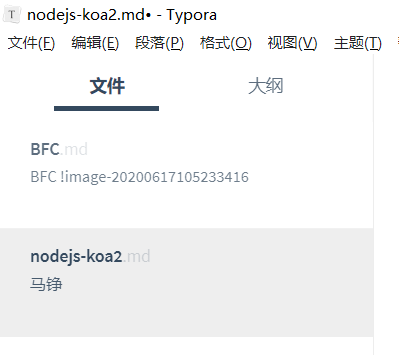 T nodejs-koa2.md• - Typora
文件(F) 编辑(E) 段落(P) 格式(O) 视图(V) 主题(T)
文件 大纲
BFC.md
BFC !image-20200617105233416
nodejs-koa2.md
马铮